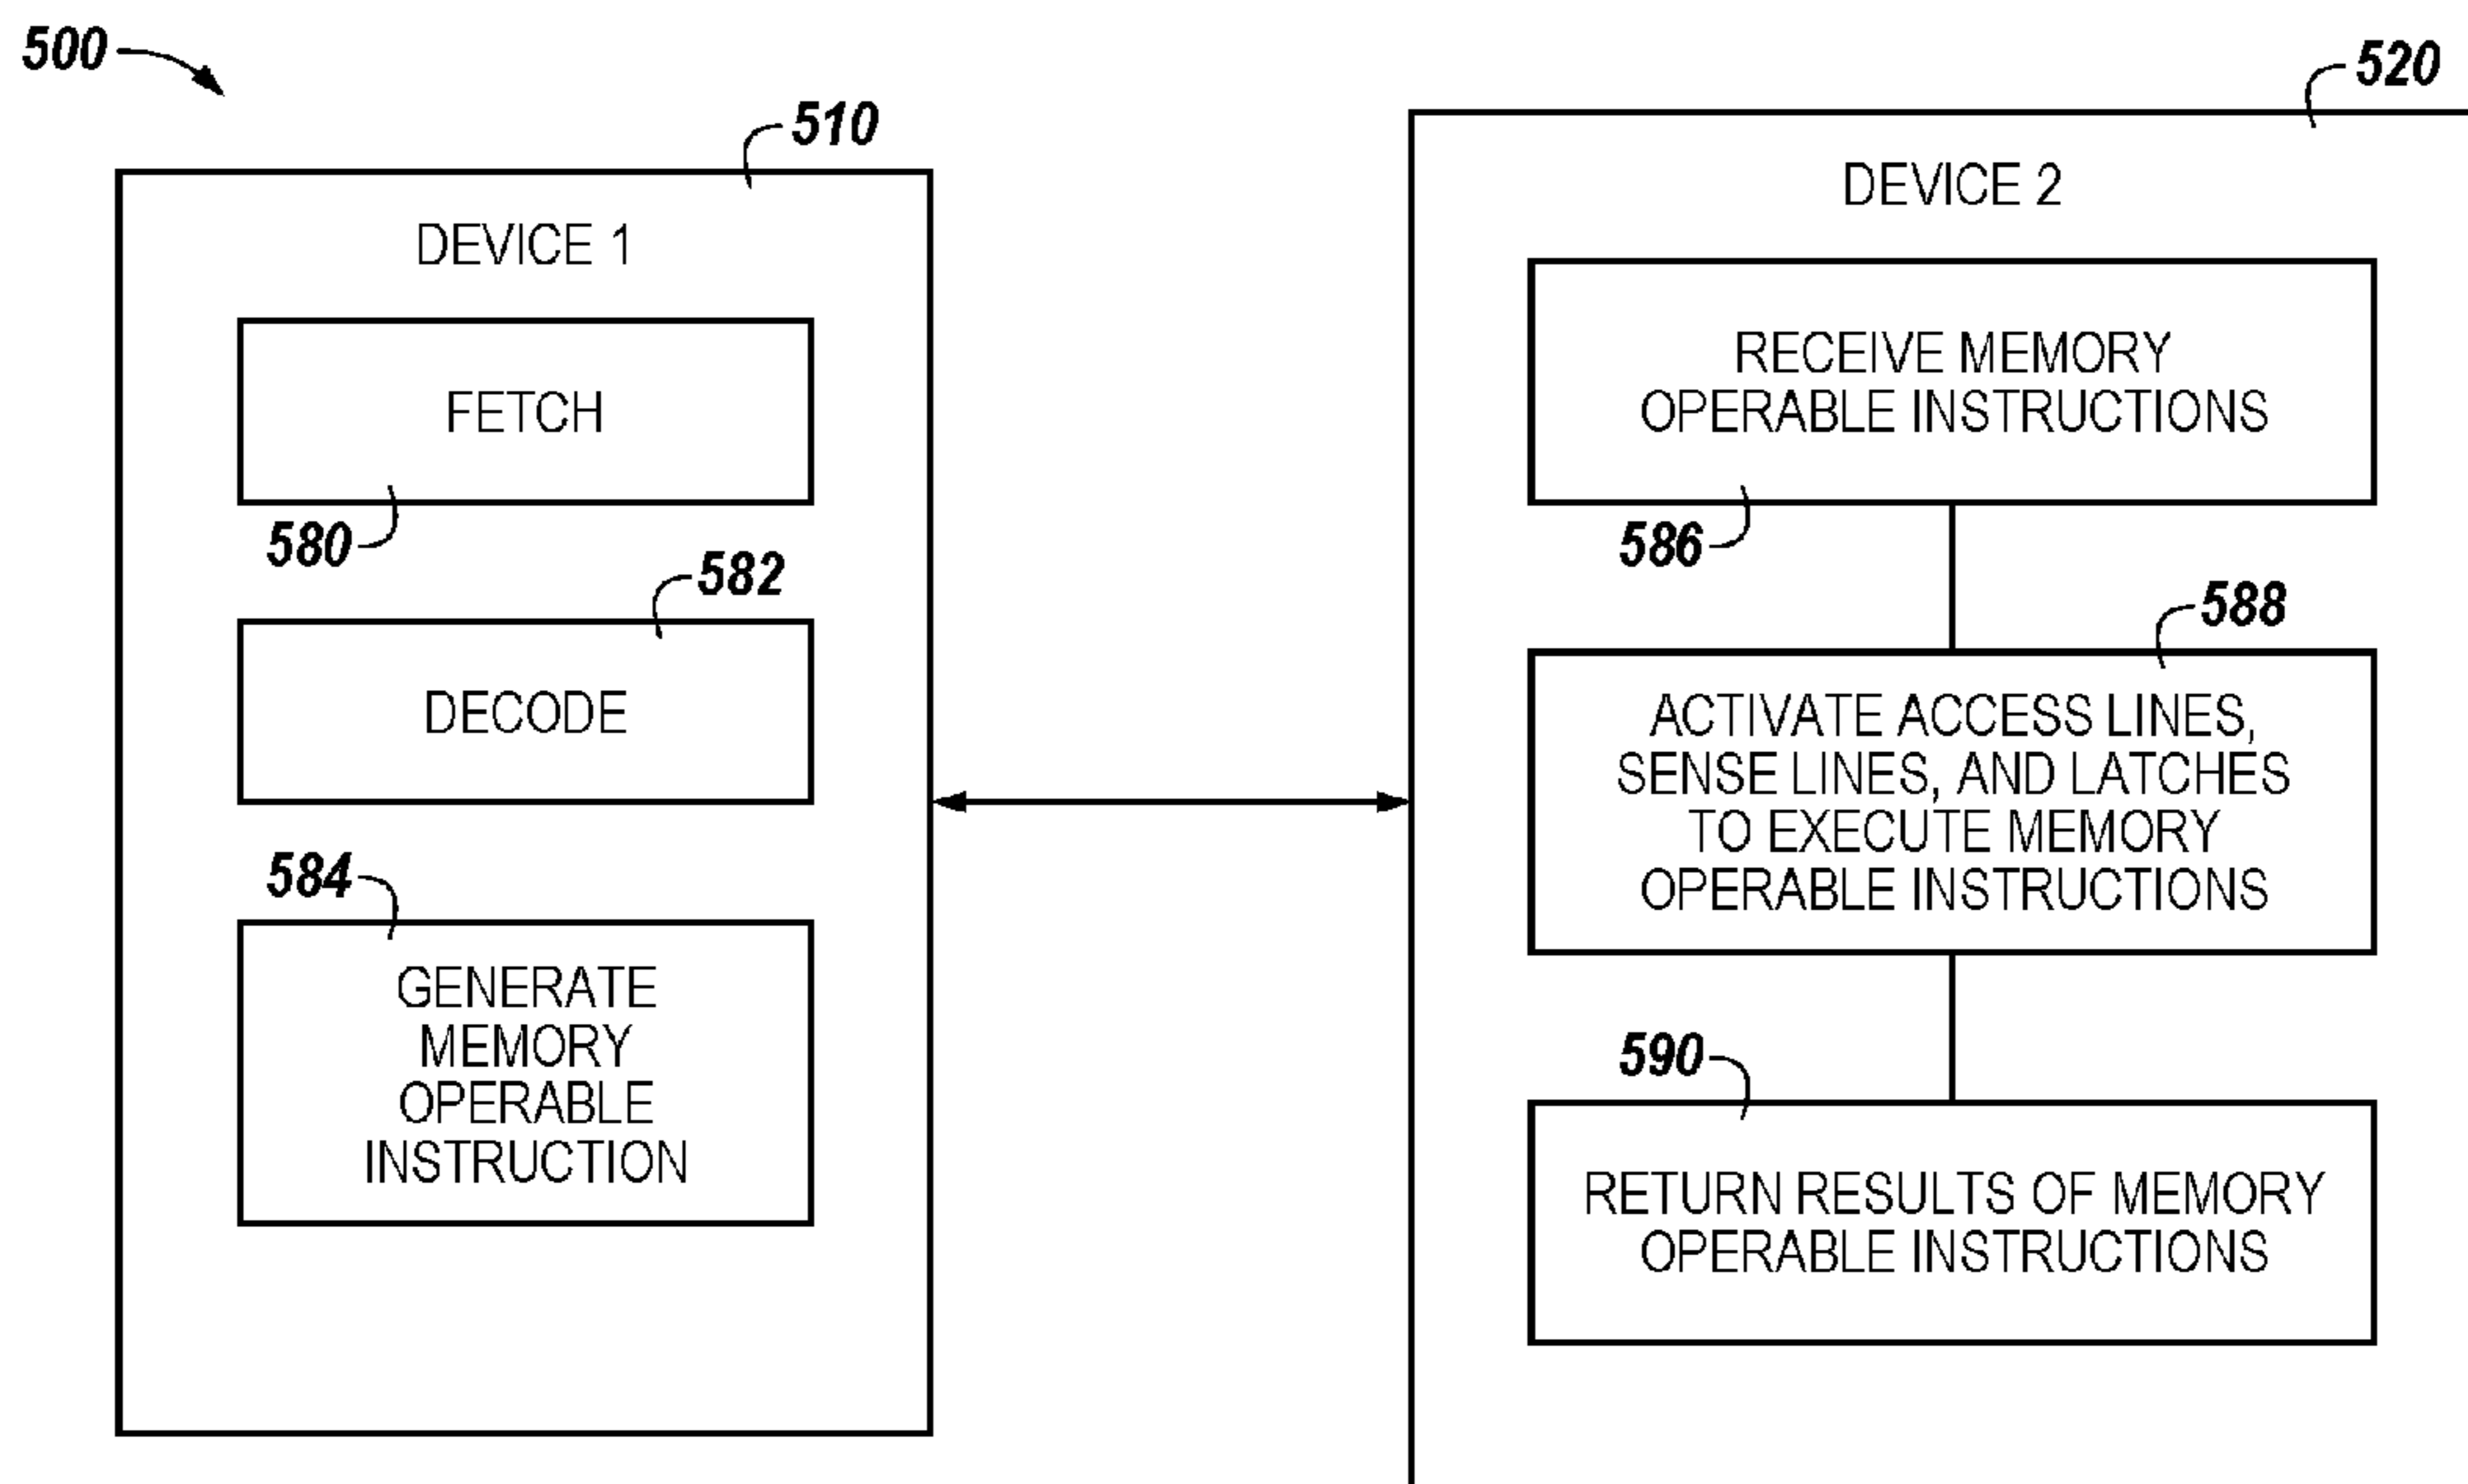 500
510
DEVICE 1
FETCH
580
582
DECODE
584
GENERATE
MEMORY
OPERABLE
INSTRUCTION
520
DEVICE 2
RECEIVE MEMORY
OPERABLE INSTRUCTIONS
586
588
ACTIVATE ACCESS LINES,
SENSE LINES, AND LATCHES
TO EXECUTE MEMORY
OPERABLE INSTRUCTIONS
590
RETURN RESULTS OF MEMORY
OPERABLE INSTRUCTIONS